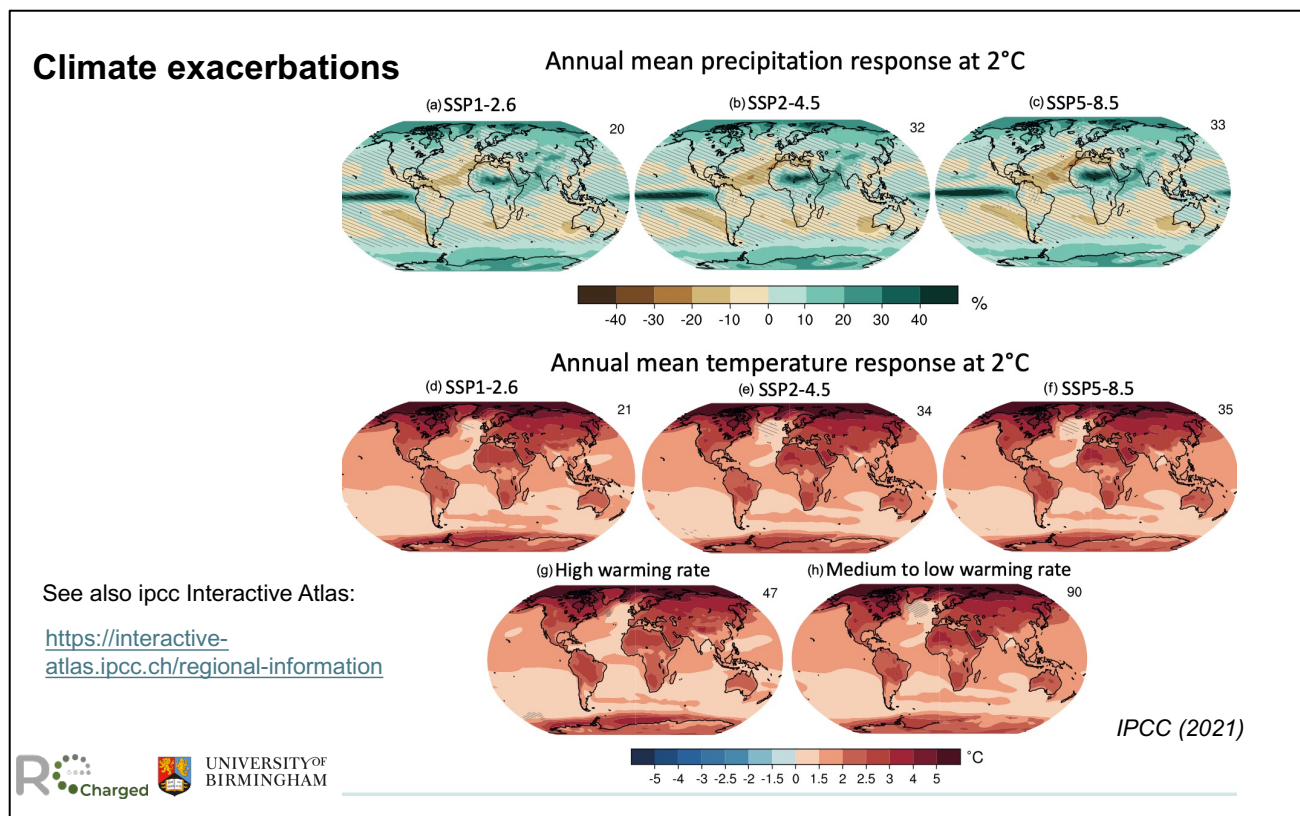 Climate exacerbations
Annual mean precipitation response at 2°C
(a) SSP1-2.6
20
(b) SSP2-4.5
32
(c) SSP5-8.5
33
%
-40 -30 -20 -10 0 10 20 30 40
Annual mean temperature response at 2°C
(d) SSP1-2.6
21
(e) SSP2-4.5
34
(f) SSP5-8.5
35
(g) High warming rate
47
(h) Medium to low warming rate
90
See also ipcc Interactive Atlas:
https://interactive-
atlas.ipcc.ch/regional-information
IPCC (2021)
°C
-5 -4 -3 -2.5 -2 -1.5 0 1.5 2 2.5 3 4 5
Charged
UNIVERSITY OF
BIRMINGHAM